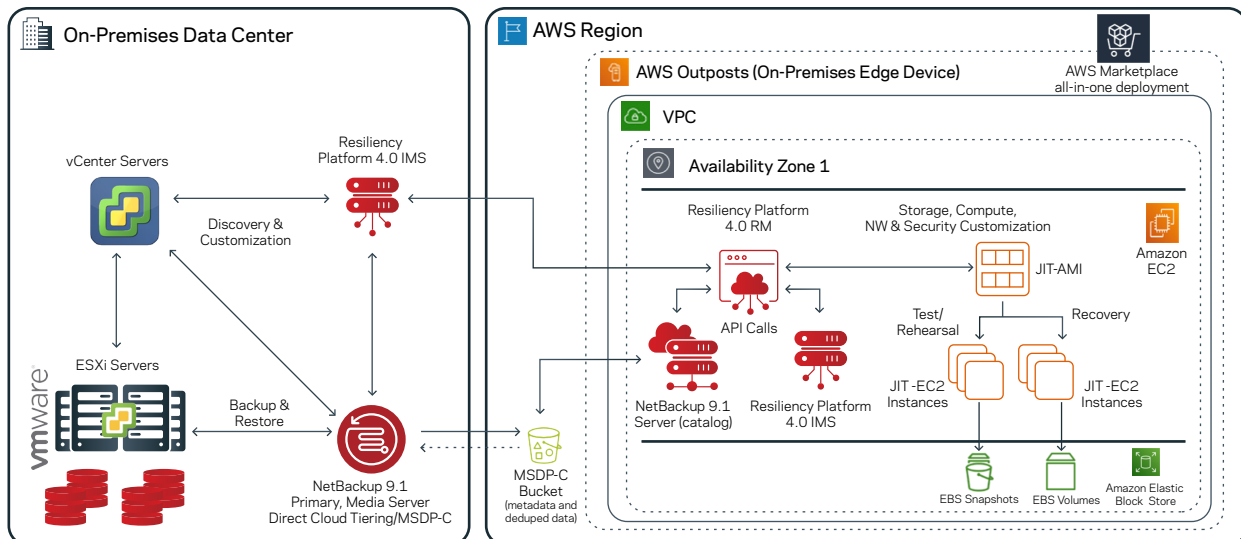 On-Premises Data Center
vCenter Servers
Resiliency
Platform 4.0 IMS
Discovery &
Customization
ESXi Servers
vmware®
Backup &
Restore
NetBackup 9.1
Primary, Media Server
Direct Cloud Tiering/MSDP-C
AWS Region
AWS Marketplace
all-in-one deployment
AWS Outposts (On-Premises Edge Device)
VPC
Availability Zone 1
Resiliency Platform
4.0 RM
Storage, Compute,
NW & Security Customization
Amazon
EC2
JIT-AMI
API Calls
Test/
Rehearsal
Recovery
NetBackup 9.1
Server (catalog)
Resiliency Platform
4.0 IMS
JIT -EC2
Instances
JIT -EC2
Instances
MSDP-C
Bucket
(metadata and
deduped data)
EBS Snapshots
EBS Volumes
Amazon Elastic
Block Store